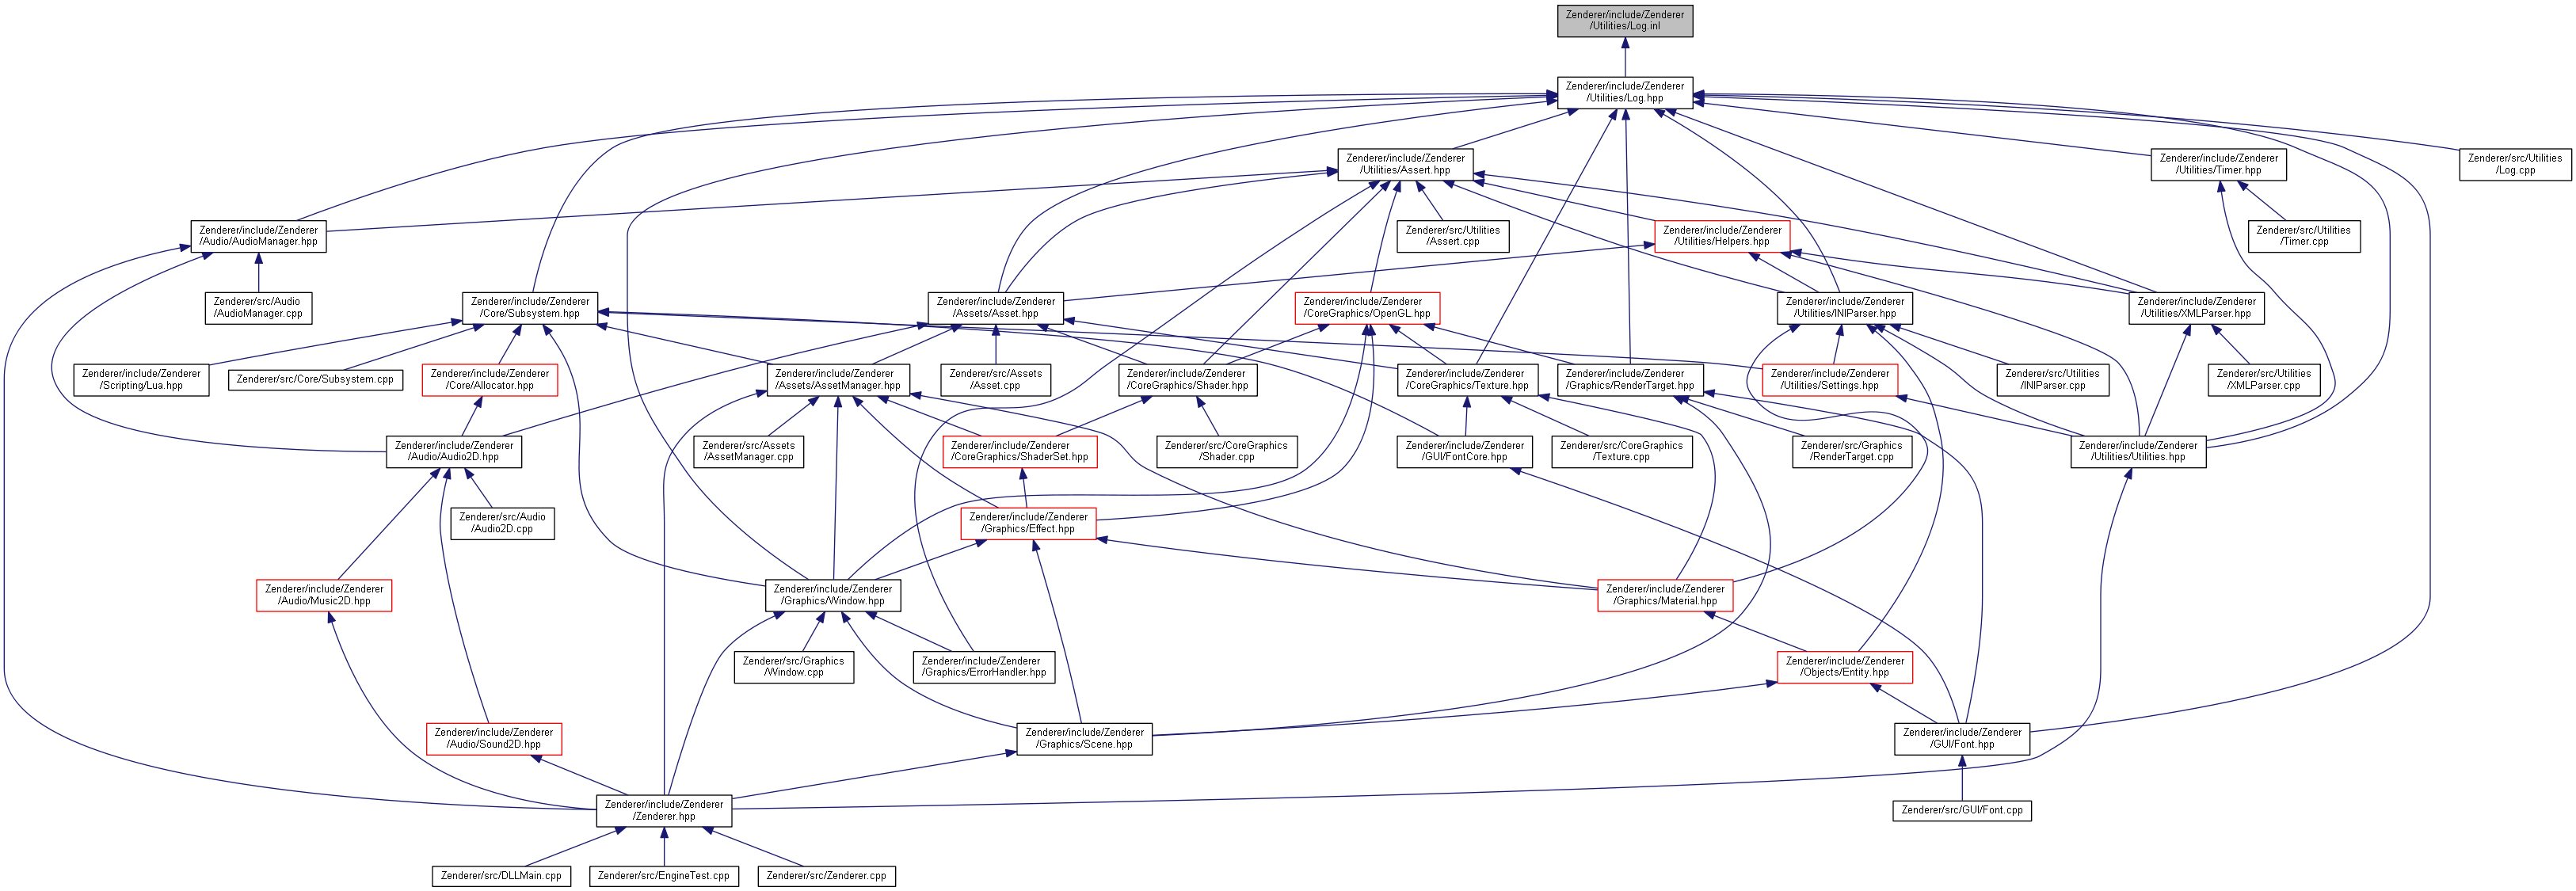 Zenderer/include/Zenderer
/Utilities/Log.inl
Zenderer/include/Zenderer
/Utilities/Log.hpp
Zenderer/include/Zenderer
/Utilities/Assert.hpp
Zenderer/include/Zenderer
/Utilities/Timer.hpp
Zenderer/src/Utilities
/Log.cpp
Zenderer/include/Zenderer
/Audio/AudioManager.hpp
Zenderer/src/Utilities
/Assert.cpp
Zenderer/include/Zenderer
/Utilities/Helpers.hpp
Zenderer/src/Utilities
/Timer.cpp
Zenderer/src/Audio
/AudioManager.cpp
Zenderer/include/Zenderer
/Core/Subsystem.hpp
Zenderer/include/Zenderer
/Assets/Asset.hpp
Zenderer/include/Zenderer
/CoreGraphics/OpenGL.hpp
Zenderer/include/Zenderer
/Utilities/INIParser.hpp
Zenderer/include/Zenderer
/Utilities/XMLParser.hpp
Zenderer/include/Zenderer
/Scripting/Lua.hpp
Zenderer/src/Core/Subsystem.cpp
Zenderer/include/Zenderer
/Core/Allocator.hpp
Zenderer/include/Zenderer
/Assets/AssetManager.hpp
Zenderer/src/Assets
/Asset.cpp
Zenderer/include/Zenderer
/CoreGraphics/Shader.hpp
Zenderer/include/Zenderer
/CoreGraphics/Texture.hpp
Zenderer/include/Zenderer
/Graphics/RenderTarget.hpp
Zenderer/include/Zenderer
/Utilities/Settings.hpp
Zenderer/src/Utilities
/INIParser.cpp
Zenderer/src/Utilities
/XMLParser.cpp
Zenderer/include/Zenderer
/Audio/Audio2D.hpp
Zenderer/src/Assets
/AssetManager.cpp
Zenderer/include/Zenderer
/CoreGraphics/ShaderSet.hpp
Zenderer/src/CoreGraphics
/Shader.cpp
Zenderer/include/Zenderer
/GUI/FontCore.hpp
Zenderer/src/CoreGraphics
/Texture.cpp
Zenderer/src/Graphics
/RenderTarget.cpp
Zenderer/include/Zenderer
/Utilities/Utilities.hpp
Zenderer/src/Audio
/Audio2D.cpp
Zenderer/include/Zenderer
/Graphics/Effect.hpp
Zenderer/include/Zenderer
/Audio/Music2D.hpp
Zenderer/include/Zenderer
/Graphics/Window.hpp
Zenderer/include/Zenderer
/Graphics/Material.hpp
Zenderer/src/Graphics
/Window.cpp
Zenderer/include/Zenderer
/Graphics/ErrorHandler.hpp
Zenderer/include/Zenderer
/Objects/Entity.hpp
Zenderer/include/Zenderer
/Audio/Sound2D.hpp
Zenderer/include/Zenderer
/Graphics/Scene.hpp
Zenderer/include/Zenderer
/GUI/Font.hpp
Zenderer/include/Zenderer
/Zenderer.hpp
Zenderer/src/GUI/Font.cpp
Zenderer/src/DLLMain.cpp
Zenderer/src/EngineTest.cpp
Zenderer/src/Zenderer.cpp